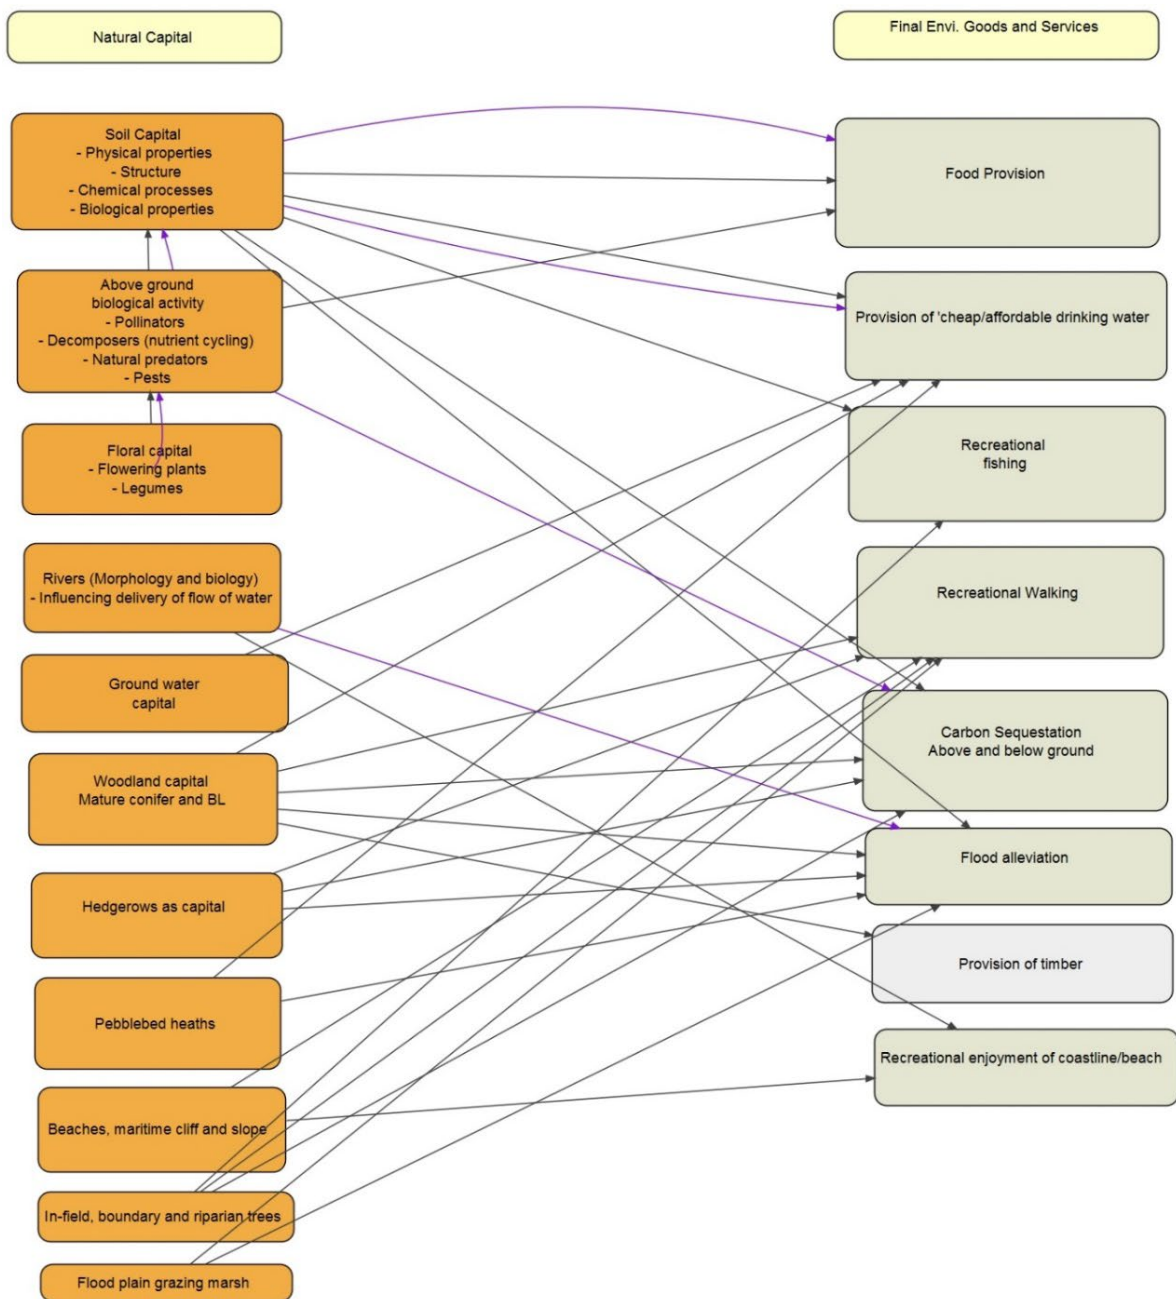 Natural Capital
Final Envi. Goods and Services
Soil Capital
- Physical properties
- Structure
- Chemical processes
- Biological properties
Food Provision
Above ground
biological activity
- Pollinators
- Decomposers (nutrient cycling)
- Natural predators
- Pests
Provision of 'cheap/affordable drinking water
Floral capital
- Flowering plants
- Legumes
Recreational
fishing
Rivers (Morphology and biology)
- Influencing delivery of flow of water
Recreational Walking
Ground water
capital
Carbon Sequestation
Above and below ground
Woodland capital
Mature conifer and BL
Flood alleviation
Hedgerows as capital
Provision of timber
Pebblebed heaths
Recreational enjoyment of coastline/beach
Beaches, maritime cliff and slope
In-field, boundary and riparian trees
Flood plain grazing marsh